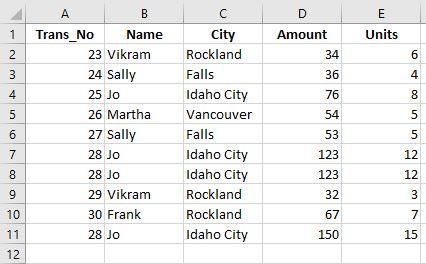 A B C D E
1 Trans_No Name City Amount Units
2 23 Vikram Rockland 34 6
3 24 Sally Falls 36 4
4 25 Jo Idaho City 76 8
5 26 Martha Vancouver 54 5
6 27 Sally Falls 53 5
7 28 Jo Idaho City 123 12
8 28 Jo Idaho City 123 12
9 29 Vikram Rockland 32 3
10 30 Frank Rockland 67 7
11 28 Jo Idaho City 150 15
12